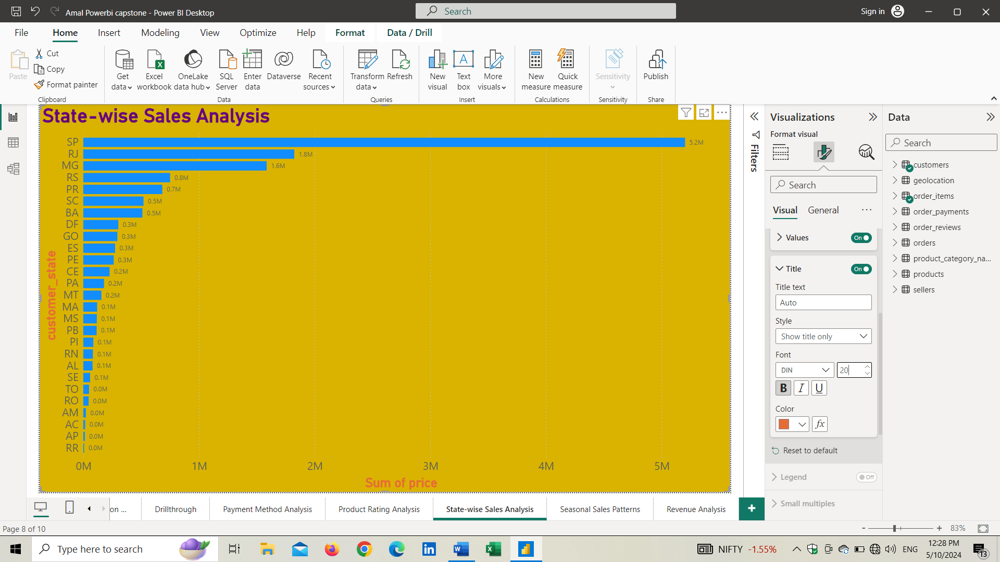 Amal Powerbi capstone - Power BI Desktop
Search
Sign in
File Home Insert Modeling View Optimize Help Format Data / Drill
Paste
Cut
Copy
Format painter
Clipboard
Get data
Excel workbook
OneLake data hub
SQL Server
Enter data
Dataverse
Recent sources
Data
Transform data
Refresh
Queries
New visual
Text box
More visuals
Insert
New measure
Quick measure
Calculations
Sensitivity
Sensitivity
Publish
Share
State-wise Sales Analysis
customer_state
SP 5.2M
RJ 1.8M
MG 1.6M
RS 0.8M
PR 0.7M
SC 0.5M
BA 0.5M
DF 0.3M
GO 0.3M
ES 0.3M
PE 0.3M
CE 0.2M
PA 0.2M
MT 0.2M
MA 0.1M
MS 0.1M
PB 0.1M
PI 0.1M
RN 0.1M
AL 0.1M
SE 0.1M
TO 0.0M
RO 0.0M
AM 0.0M
AC 0.0M
AP 0.0M
RR 0.0M
0M 1M 2M 3M 4M 5M
Sum of price
Filters
Visualizations
Format visual
Search
Visual General
Values On
Title On
Title text
Auto
Style
Show title only
Font
DIN 20
B I U
Color
fx
Reset to default
Legend Off
Small multiples
Data
Search
customers
geolocation
order_items
order_payments
order_reviews
orders
product_category_na...
products
sellers
on ... Drillthrough Payment Method Analysis Product Rating Analysis State-wise Sales Analysis Seasonal Sales Patterns Revenue Analysis +
Page 8 of 10
- + 83%
Type here to search
NIFTY -1.55%
ENG
12:28 PM
5/10/2024
13